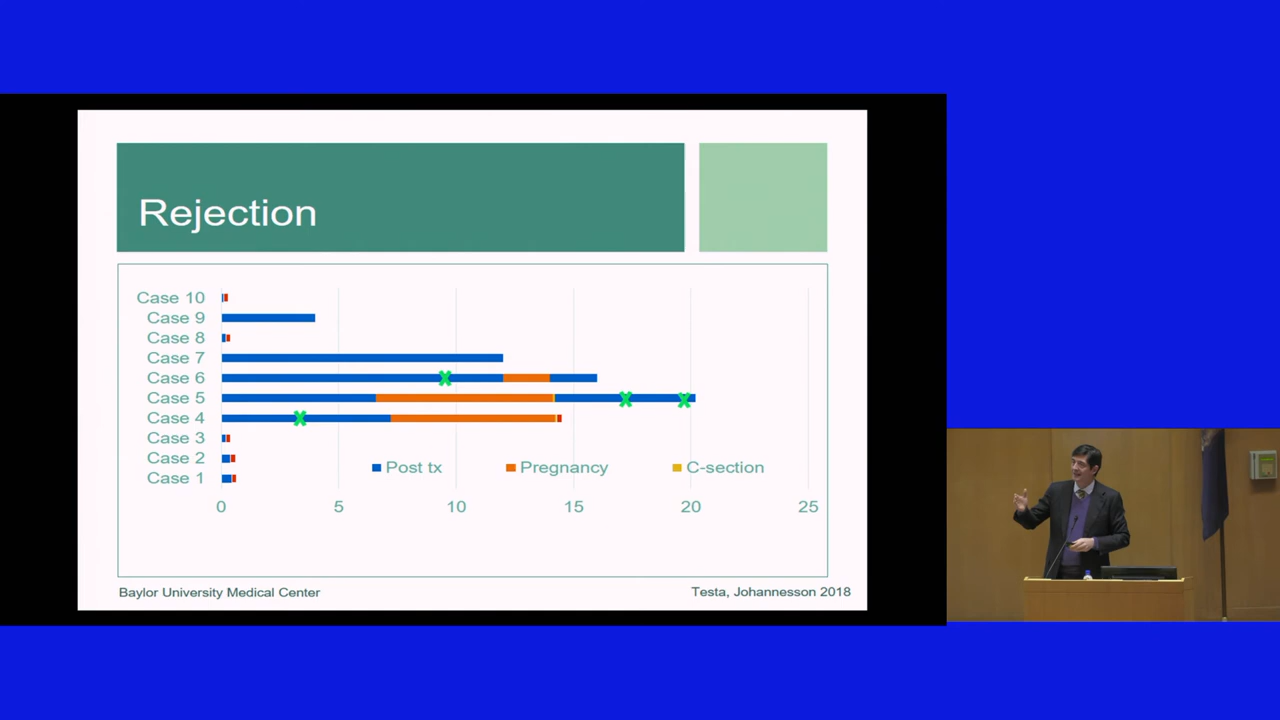 Rejection
Case 10
Case 9
Case 8
Case 7
Case 6
Case 5
Case 4
Case 3
Case 2
Case 1
Post tx
Pregnancy
C-section
0 5 10 15 20 25
Baylor University Medical Center
Testa, Johannesson 2018